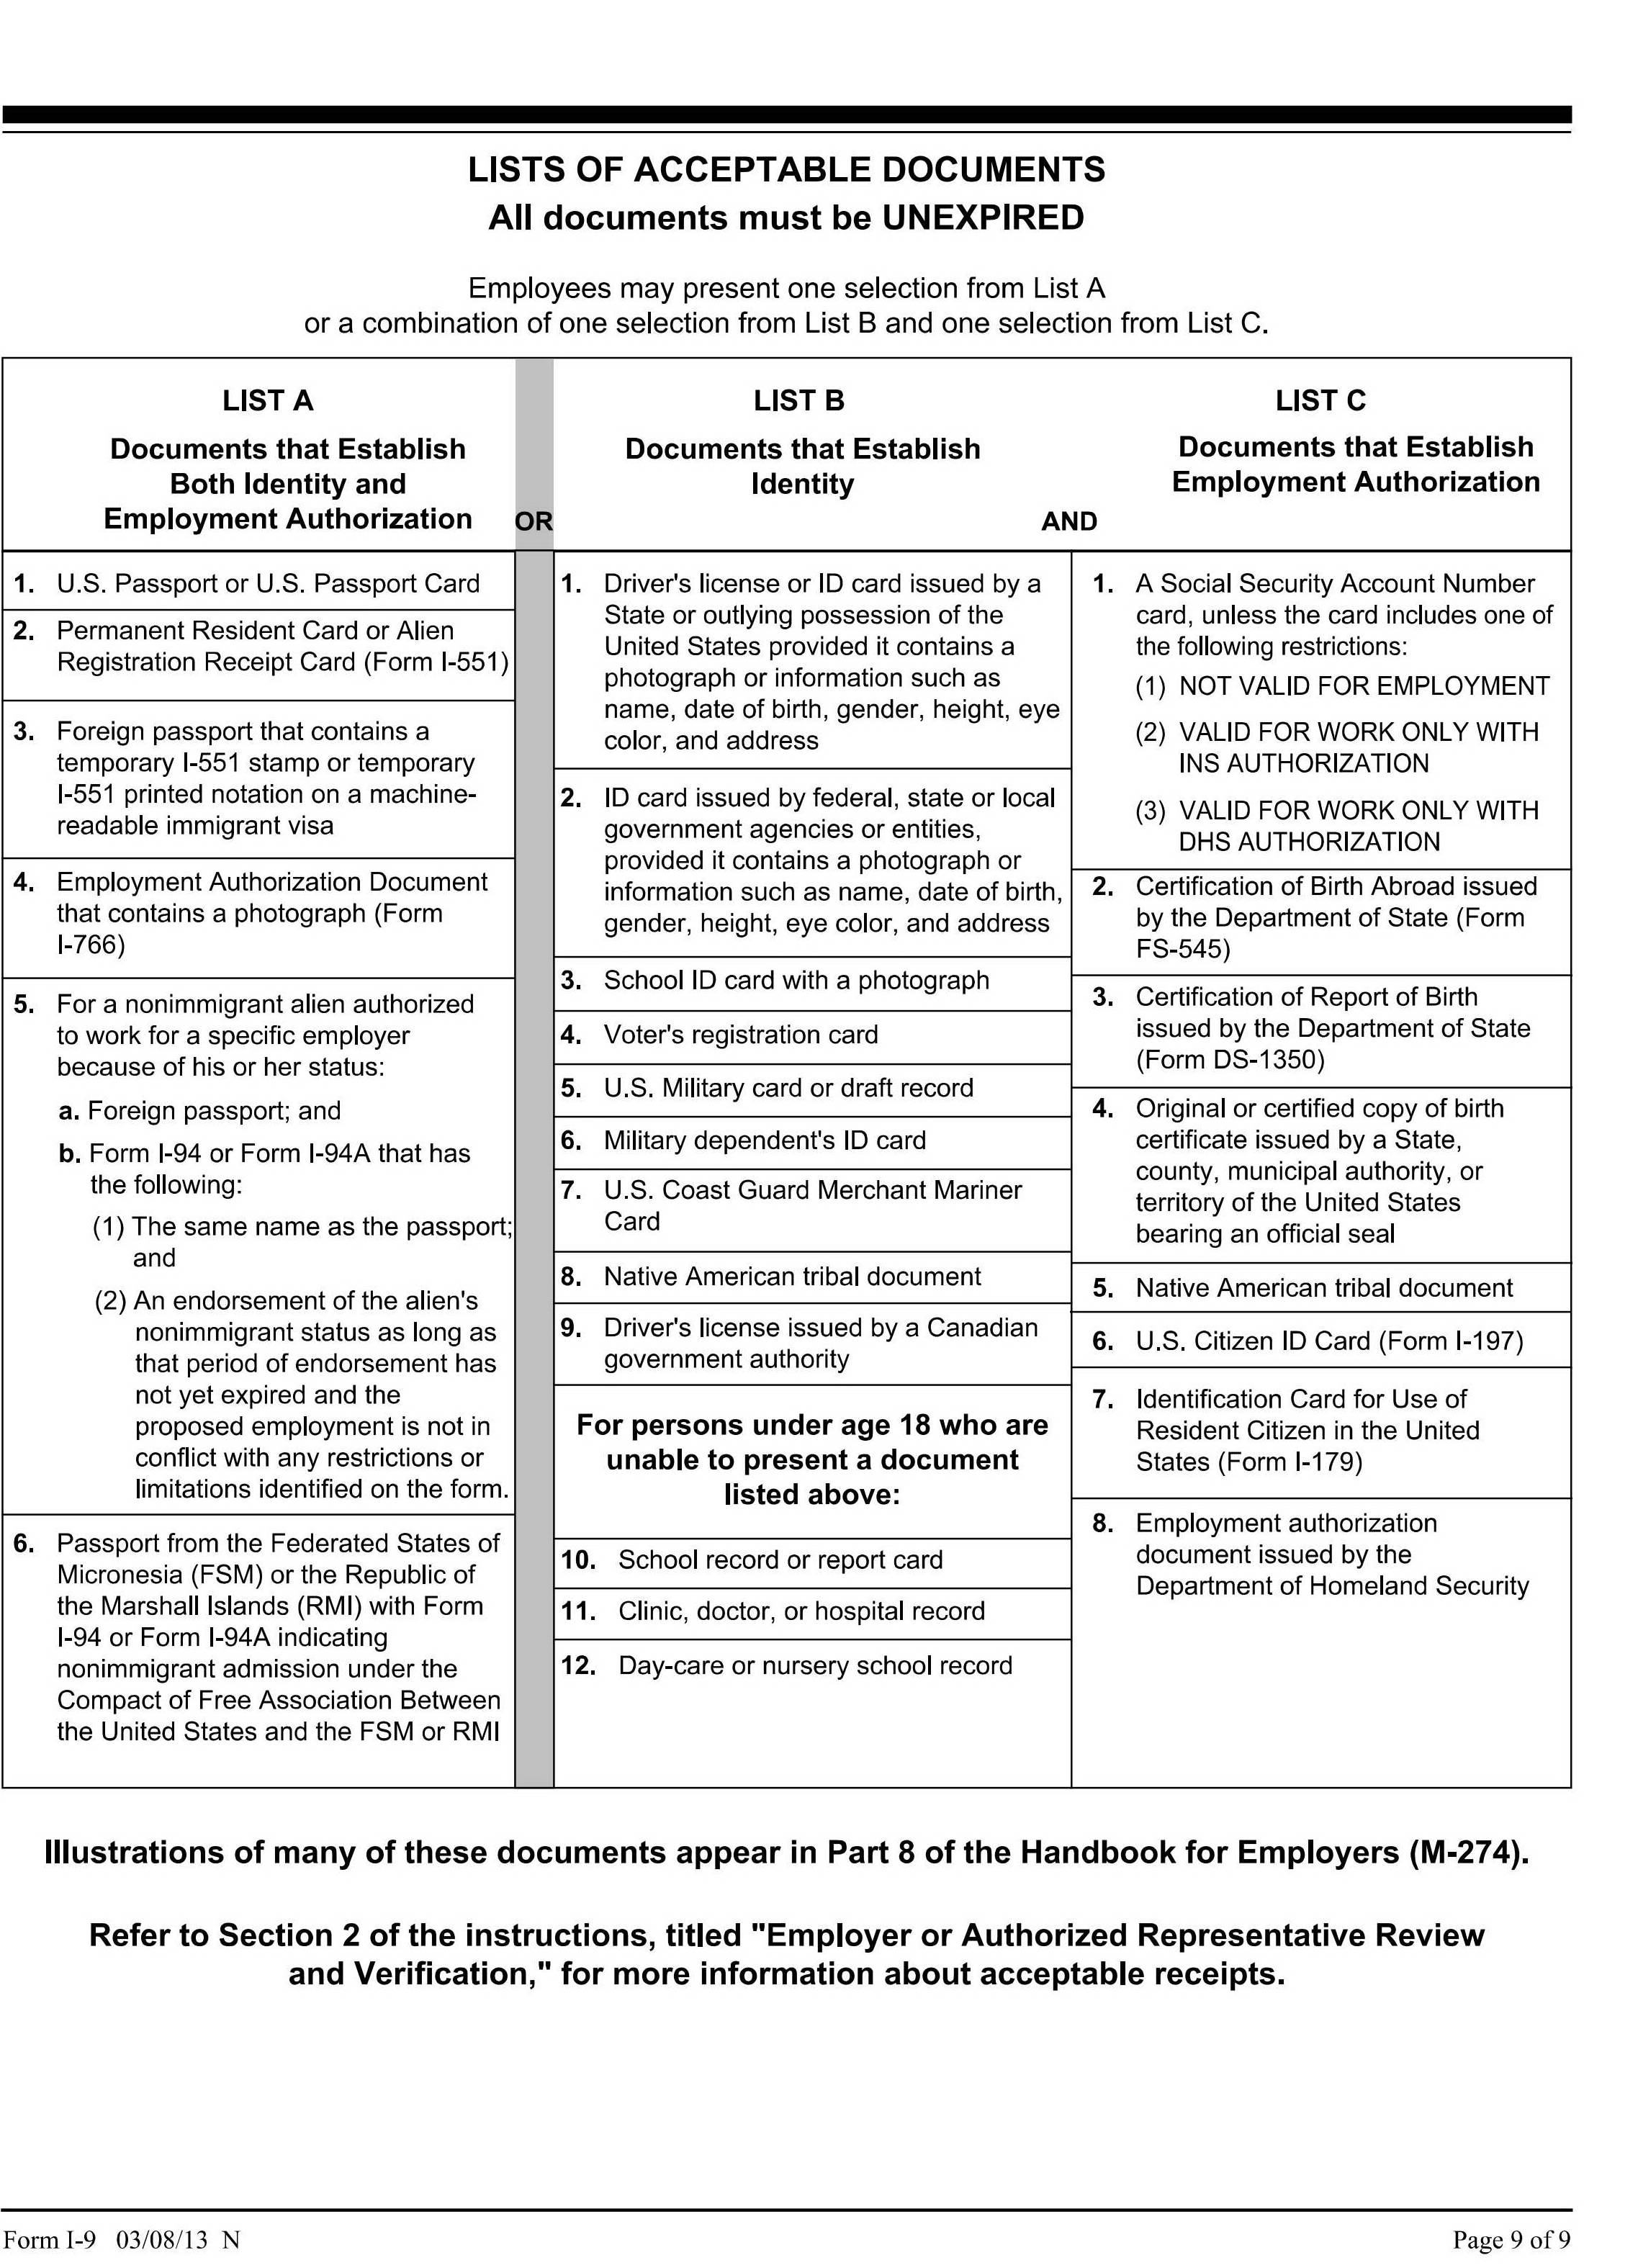 LISTS OF ACCEPTABLE DOCUMENTS
All documents must be UNEXPIRED
Employees may present one selection from List A
or a combination of one selection from List B and one selection from List C.
LIST A
Documents that Establish
Both Identity and
Employment Authorization
OR
LIST B
Documents that Establish
Identity
AND
LIST C
Documents that Establish
Employment Authorization
1. U.S. Passport or U.S. Passport Card
2. Permanent Resident Card or Alien
Registration Receipt Card (Form I-551)
3. Foreign passport that contains a
temporary I-551 stamp or temporary
I-551 printed notation on a machine-
readable immigrant visa
4. Employment Authorization Document
that contains a photograph (Form
I-766)
5. For a nonimmigrant alien authorized
to work for a specific employer
because of his or her status:
a. Foreign passport; and
b. Form I-94 or Form I-94A that has
the following:
(1) The same name as the passport;
and
(2) An endorsement of the alien's
nonimmigrant status as long as
that period of endorsement has
not yet expired and the
proposed employment is not in
conflict with any restrictions or
limitations identified on the form.
6. Passport from the Federated States of
Micronesia (FSM) or the Republic of
the Marshall Islands (RMI) with Form
I-94 or Form I-94A indicating
nonimmigrant admission under the
Compact of Free Association Between
the United States and the FSM or RMI
1. Driver's license or ID card issued by a
State or outlying possession of the
United States provided it contains a
photograph or information such as
name, date of birth, gender, height, eye
color, and address
2. ID card issued by federal, state or local
government agencies or entities,
provided it contains a photograph or
information such as name, date of birth,
gender, height, eye color, and address
3. School ID card with a photograph
4. Voter's registration card
5. U.S. Military card or draft record
6. Military dependent's ID card
7. U.S. Coast Guard Merchant Mariner
Card
8. Native American tribal document
9. Driver's license issued by a Canadian
government authority
For persons under age 18 who are
unable to present a document
listed above:
10. School record or report card
11. Clinic, doctor, or hospital record
12. Day-care or nursery school record
1. A Social Security Account Number
card, unless the card includes one of
the following restrictions:
(1) NOT VALID FOR EMPLOYMENT
(2) VALID FOR WORK ONLY WITH
INS AUTHORIZATION
(3) VALID FOR WORK ONLY WITH
DHS AUTHORIZATION
2. Certification of Birth Abroad issued
by the Department of State (Form
FS-545)
3. Certification of Report of Birth
issued by the Department of State
(Form DS-1350)
4. Original or certified copy of birth
certificate issued by a State,
county, municipal authority, or
territory of the United States
bearing an official seal
5. Native American tribal document
6. U.S. Citizen ID Card (Form I-197)
7. Identification Card for Use of
Resident Citizen in the United
States (Form I-179)
8. Employment authorization
document issued by the
Department of Homeland Security
Illustrations of many of these documents appear in Part 8 of the Handbook for Employers (M-274).
Refer to Section 2 of the instructions, titled "Employer or Authorized Representative Review
and Verification," for more information about acceptable receipts.
Form I-9 03/08/13 N
Page 9 of 9